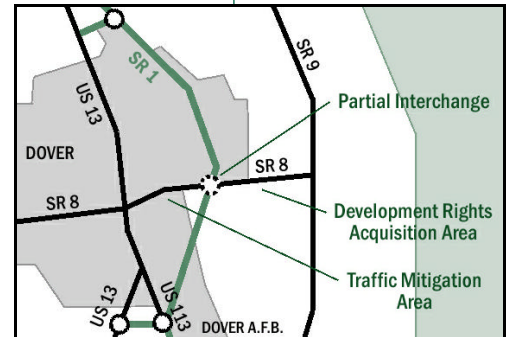 SR 1
SR 9
US 13
Partial Interchange
DOVER
SR 8
SR 8
Development Rights
Acquisition Area
Traffic Mitigation
Area
US 13
US 113
DOVER A.F.B.